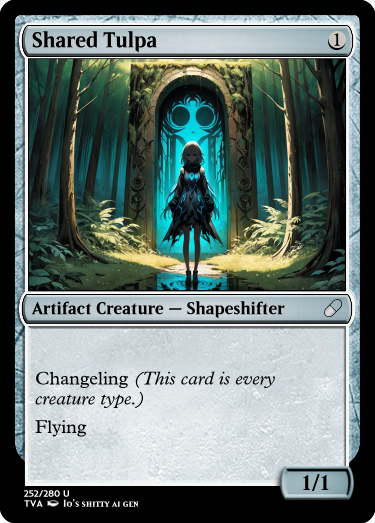 Shared Tulpa 1
Artifact Creature — Shapeshifter
Changeling (This card is every
creature type.)
Flying
1/1
252/280 U
TVA Io's shitty ai gen